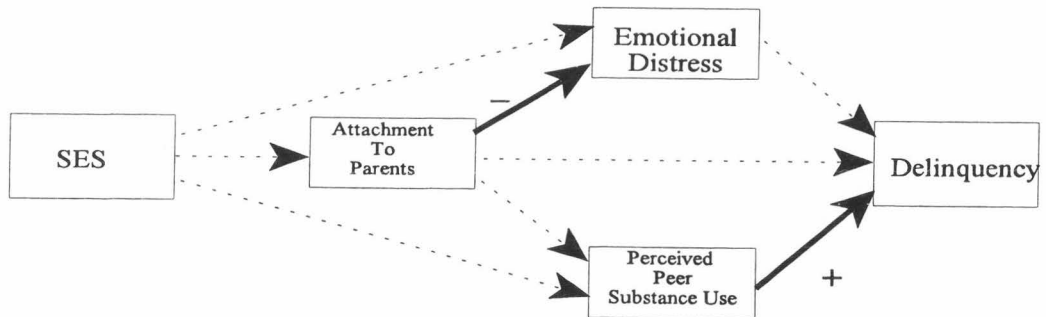 Emotional
Distress
−
SES
Attachment
To
Parents
Delinquency
Perceived
Peer
Substance Use
+